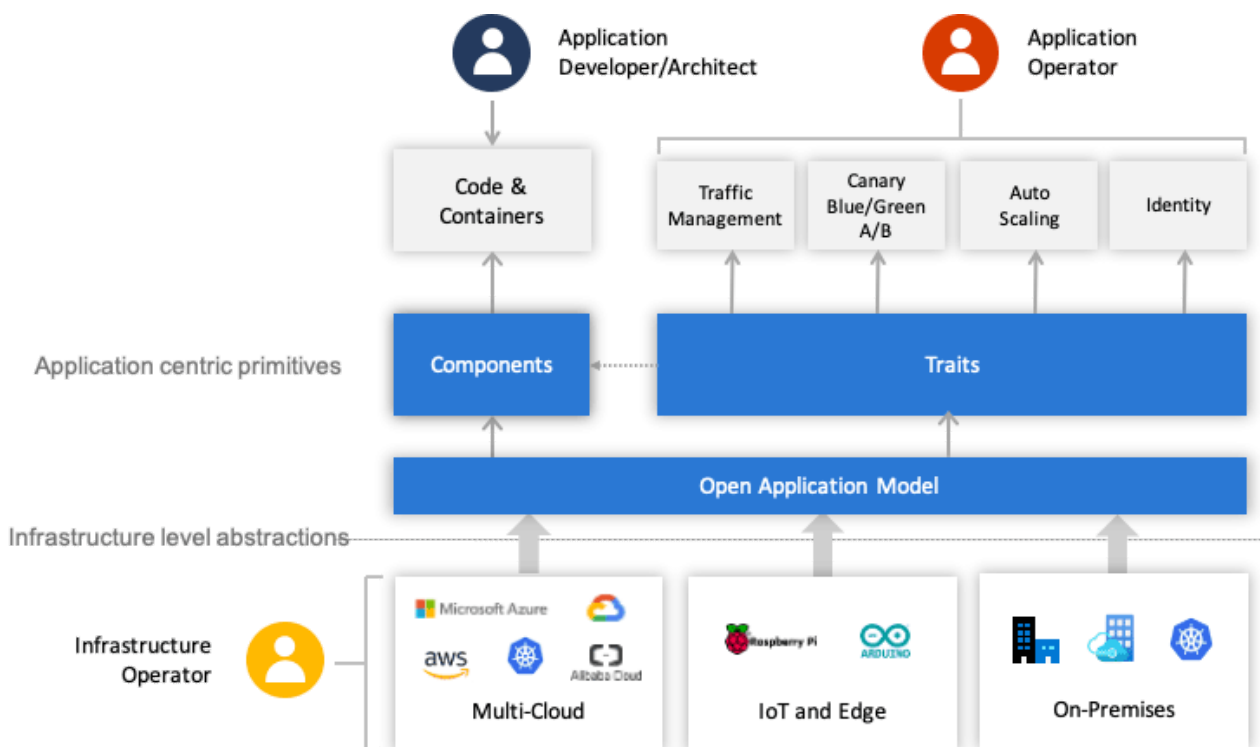 Application
Developer/Architect
Application
Operator
Code &
Containers
Traffic
Management
Canary
Blue/Green
A/B
Auto
Scaling
Identity
Application centric primitives
Components
Traits
Open Application Model
Infrastructure level abstractions
Infrastructure
Operator
Microsoft Azure
aws
Alibaba Cloud
Multi-Cloud
Raspberry Pi
ARDUINO
IoT and Edge
On-Premises